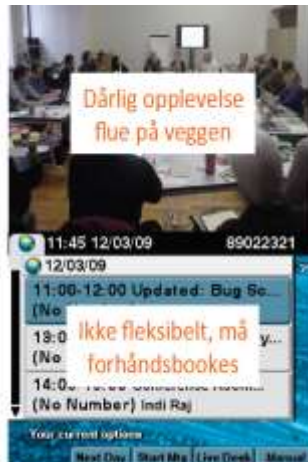 Dårlig opplevelse
flue på veggen
11:45 12/03/09 89022321
12/03/09
11:00-12:00 Updated: Bug Sc...
(No
13:0 y...
(No
Ikke fleksibelt, må
forhåndsbookes
14:0
(No Number) Indi Raj
Your current options
Next Day Start Mtg Live Desk Manual